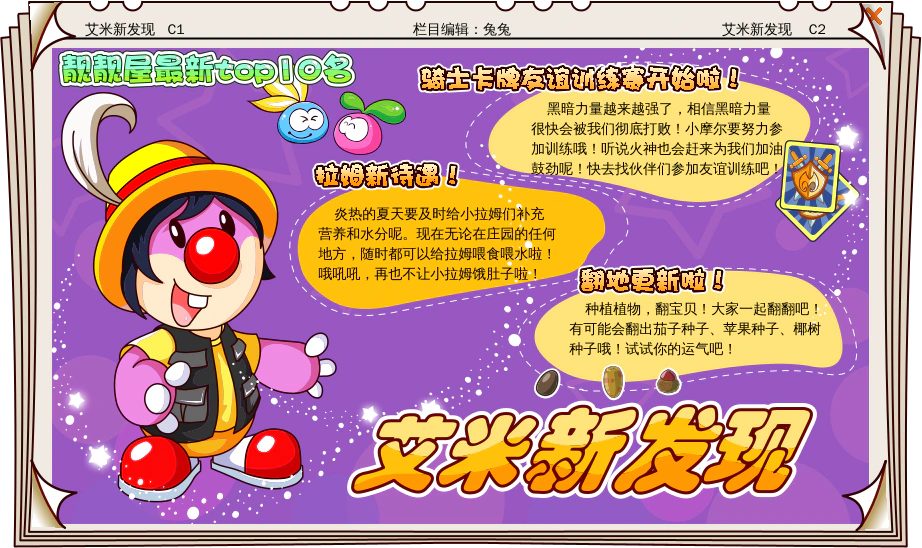 艾米新发现 C1
栏目编辑：兔兔
艾米新发现 C2
靓靓屋最新top10名
骑士卡牌友谊训练赛开始啦！
黑暗力量越来越强了，相信黑暗力量
很快会被我们彻底打败！小摩尔要努力参
加训练哦！听说火神也会赶来为我们加油
鼓劲呢！快去找伙伴们参加友谊训练吧！
拉姆新待遇！
炎热的夏天要及时给小拉姆们补充
营养和水分呢。现在无论在庄园的任何
地方，随时都可以给拉姆喂食喂水啦！
哦吼吼，再也不让小拉姆饿肚子啦！
翻地更新啦！
种植植物，翻宝贝！大家一起翻翻吧！
有可能会翻出茄子种子、苹果种子、椰树
种子哦！试试你的运气吧！
艾米新发现